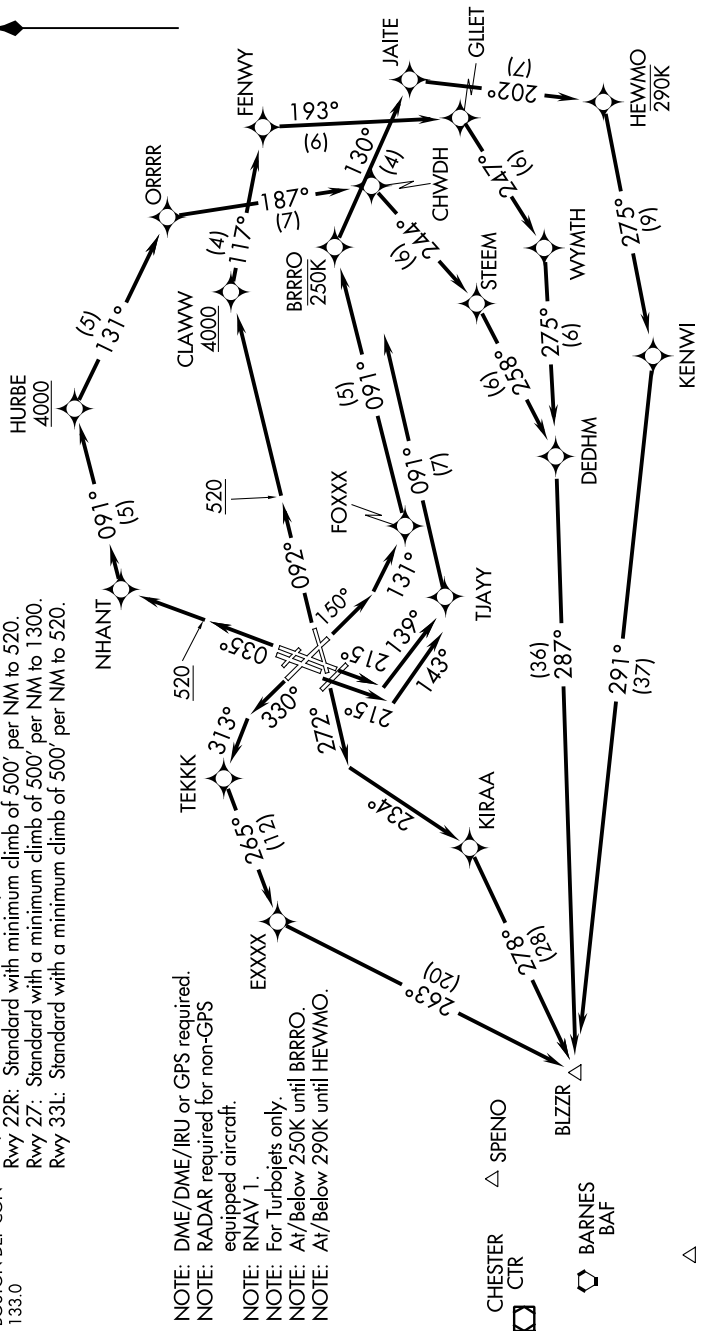 133.0
Rwy 22R: Standard with minimum climb of 500' per NM to 520.
Rwy 27: Standard with a minimum climb of 500' per NM to 1300.
Rwy 33L: Standard with a minimum climb of 500' per NM to 520.
NOTE: DME/DME/IRU or GPS required.
NOTE: RADAR required for non-GPS
equipped aircraft.
NOTE: RNAV 1.
NOTE: For Turbojets only.
NOTE: At/Below 250K until BRRRO.
NOTE: At/Below 290K until HEWMO.
HURBE
4000
131°
(5)
ORRRR
091°
(5)
NHANT
520
035°
CLAWW
4000
117°
(4)
FENWY
193°
(6)
187°
(7)
520
092°
BRRRO
250K
130°
(4)
JAITE
GLLET
202°
(7)
HEWMO
290K
CHWDH
244°
(6)
STEEM
247°
(6)
WYMTH
258°
(6)
275°
(6)
275°
(9)
KENWI
DEDHM
091°
(5)
FOXXX
091°
(7)
TJAYY
150°
131°
215°
139°
215°
143°
330°
313°
TEKKK
265°
(12)
EXXXX
263°
(20)
272°
234°
KIRAA
278°
(28)
287°
(36)
291°
(37)
BLZZR
SPENO
CHESTER
CTR
BARNES
BAF